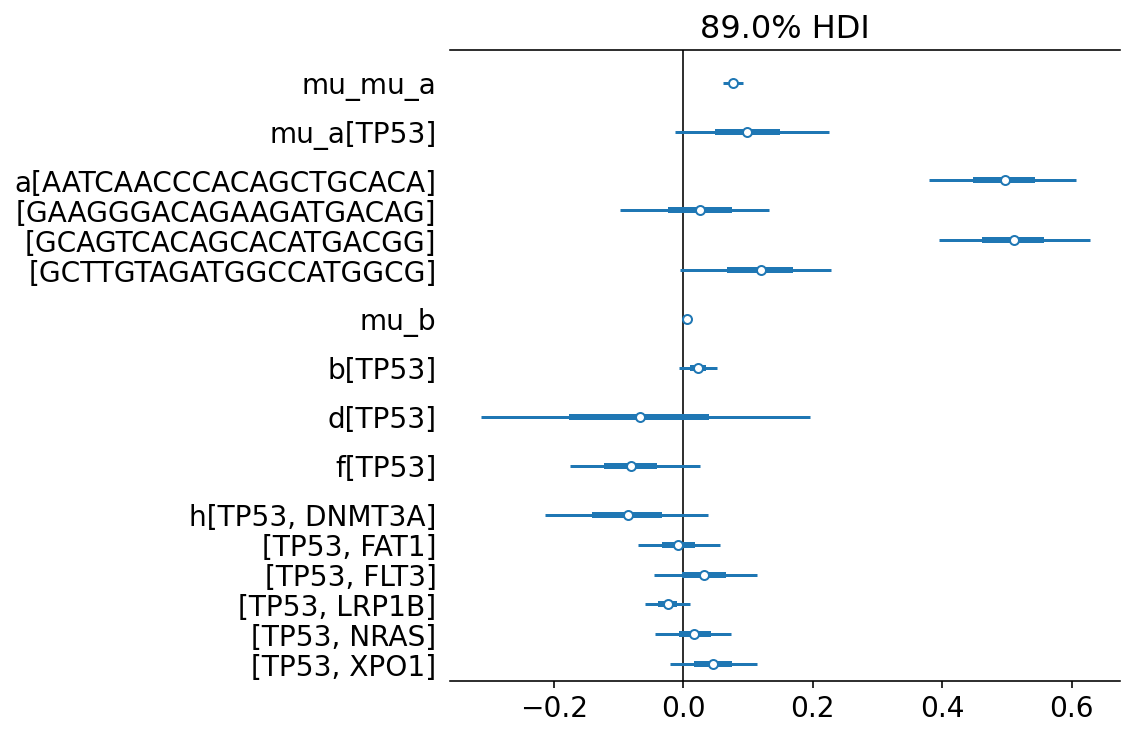 89.0% HDI
mu_mu_a
mu_a[TP53]
a[AATCAACCCACAGCTGCACA]
[GAAGGGACAGAAGATGACAG]
[GCAGTCACAGCACATGACGG]
[GCTTGTAGATGGCCATGGCG]
mu_b
b[TP53]
d[TP53]
f[TP53]
h[TP53, DNMT3A]
[TP53, FAT1]
[TP53, FLT3]
[TP53, LRP1B]
[TP53, NRAS]
[TP53, XPO1]
−0.2 0.0 0.2 0.4 0.6